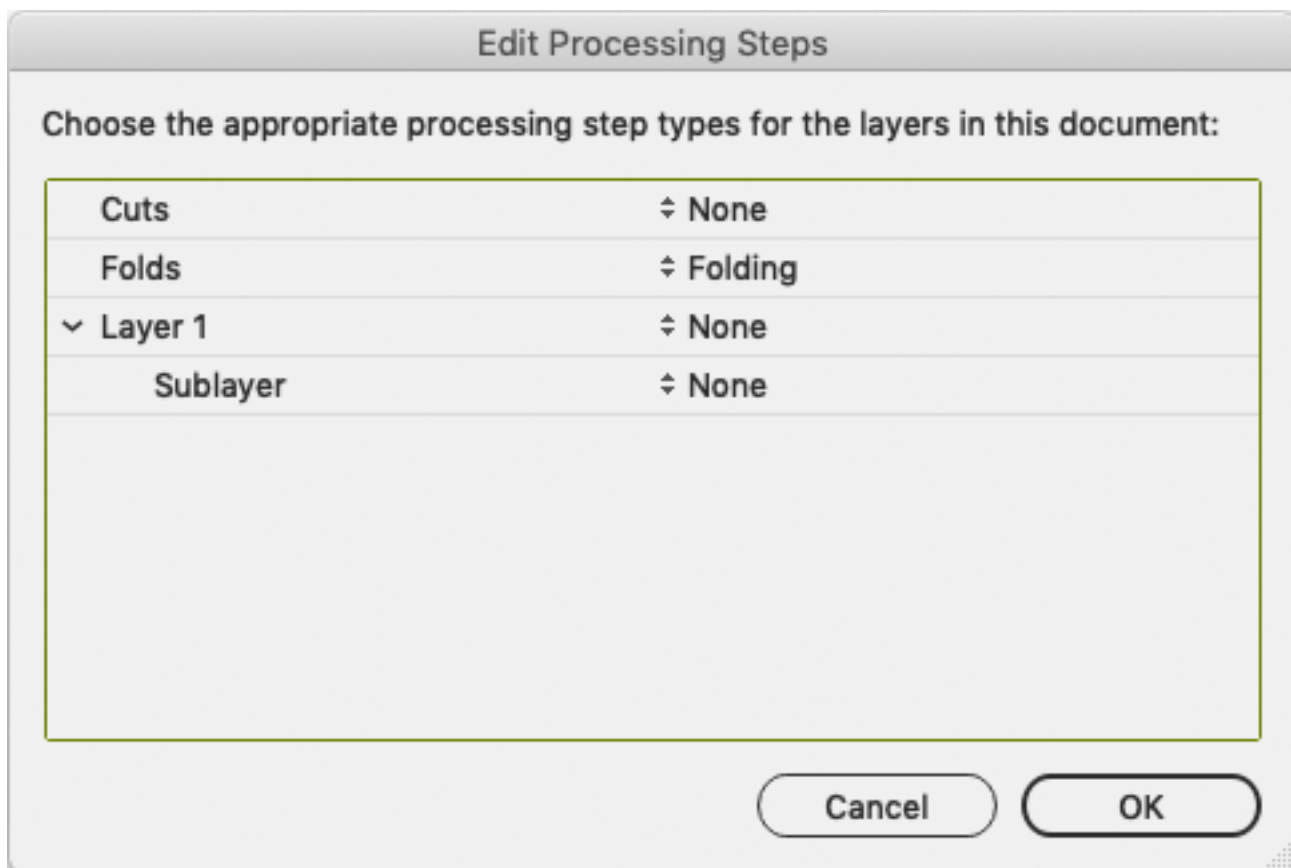 Edit Processing Steps
Choose the appropriate processing step types for the layers in this document:
Cuts None
Folds Folding
Layer 1 None
Sublayer None
Cancel OK